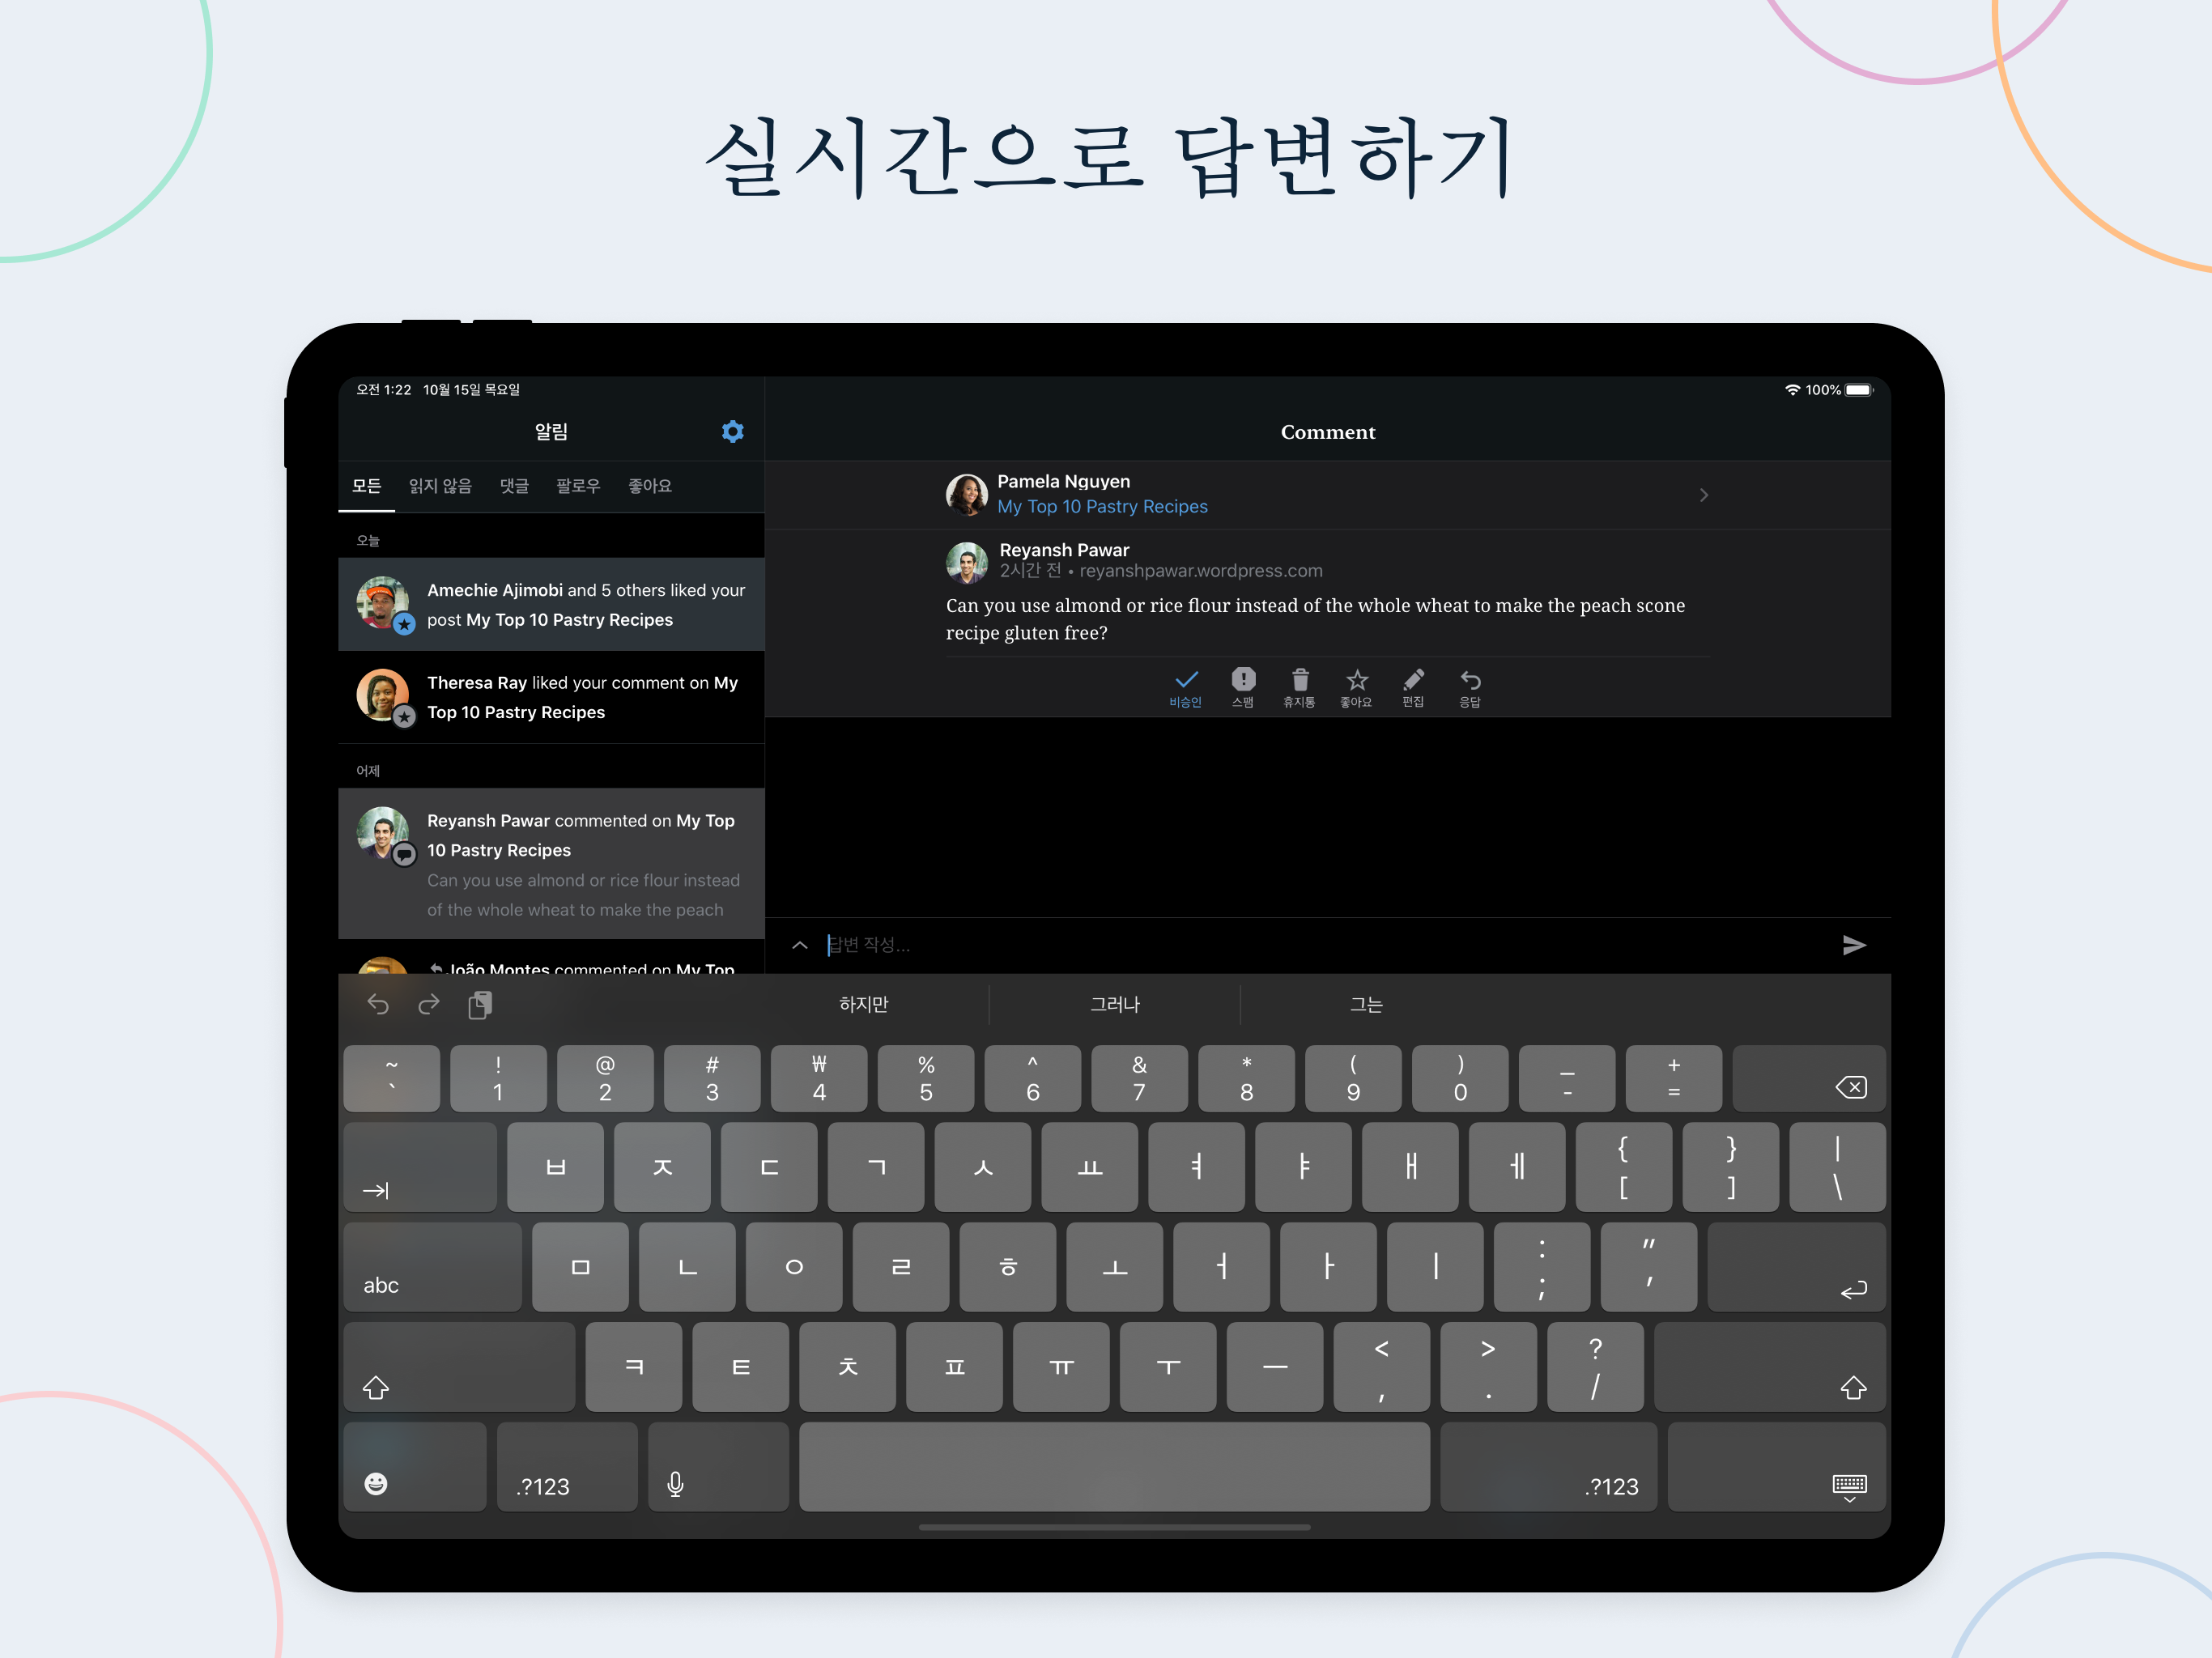 실시간으로 답변하기
오전 1:22 10월 15일 목요일
100%
알림
Comment
모든 읽지 않음 댓글 팔로우 좋아요
오늘
Amechie Ajimobi and 5 others liked your
post My Top 10 Pastry Recipes
Theresa Ray liked your comment on My
Top 10 Pastry Recipes
어제
Reyansh Pawar commented on My Top
10 Pastry Recipes
Can you use almond or rice flour instead
of the whole wheat to make the peach
João Montes commented on My Top
Pamela Nguyen
My Top 10 Pastry Recipes
Reyansh Pawar
2시간 전 • reyanshpawar.wordpress.com
Can you use almond or rice flour instead of the whole wheat to make the peach scone
recipe gluten free?
비승인 스팸 휴지통 좋아요 편집 응답
답변 작성...
하지만 그러나 그는
~ ! @ # ₩ % ^ & * ( ) _ +
` 1 2 3 4 5 6 7 8 9 0 - =
ㅂ ㅈ ㄷ ㄱ ㅅ ㅛ ㅕ ㅑ ㅐ ㅔ { } |
[ ] \
abc ㅁ ㄴ ㅇ ㄹ ㅎ ㅗ ㅓ ㅏ ㅣ : "
; '
ㅋ ㅌ ㅊ ㅍ ㅠ ㅜ ㅡ < > ?
, . /
.?123 .?123